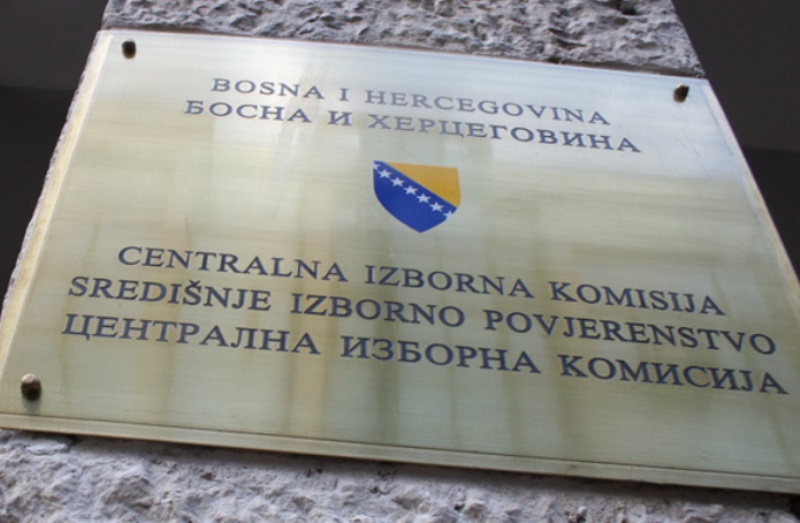 BOSNA I HERCEGOVINA
БОСНА И ХЕРЦЕГОВИНА
CENTRALNA IZBORNA KOMISIJA
SREDIŠNJE IZBORNO POVJERENSTVO
ЦЕНТРАЛНА ИЗБОРНА КОМИСИЈА